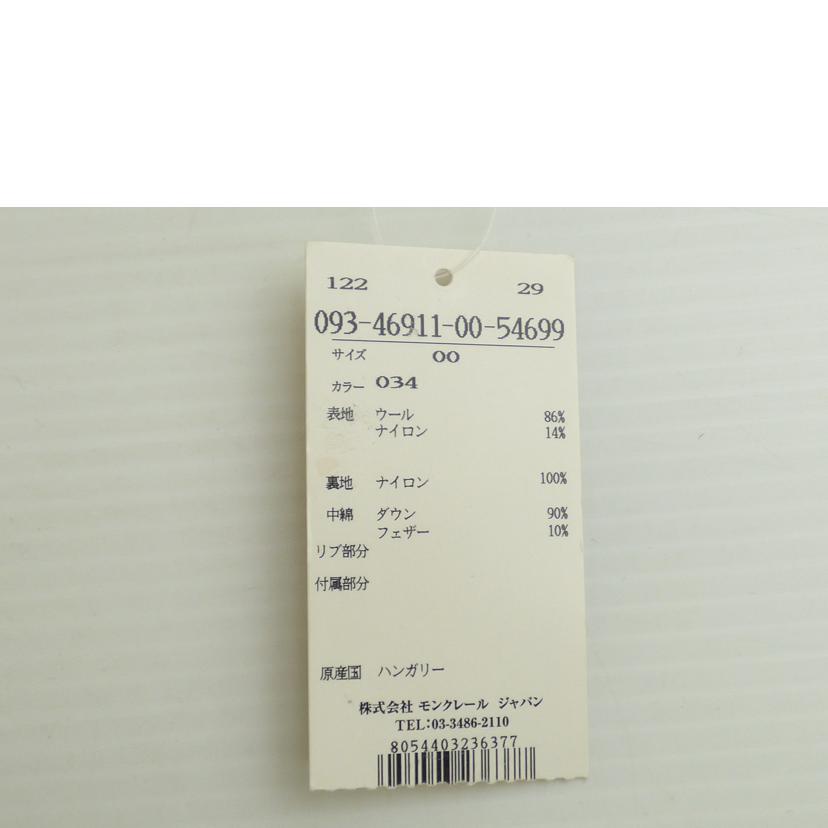 122 29
093-46911-00-54699
サイズ 00
カラー 034
表地 ウール 86%
ナイロン 14%
裏地 ナイロン 100%
中綿 ダウン 90%
フェザー 10%
リブ部分
付属部分
原産国 ハンガリー
株式会社 モンクレール ジャパン
TEL:03-3486-2110
8054403236377